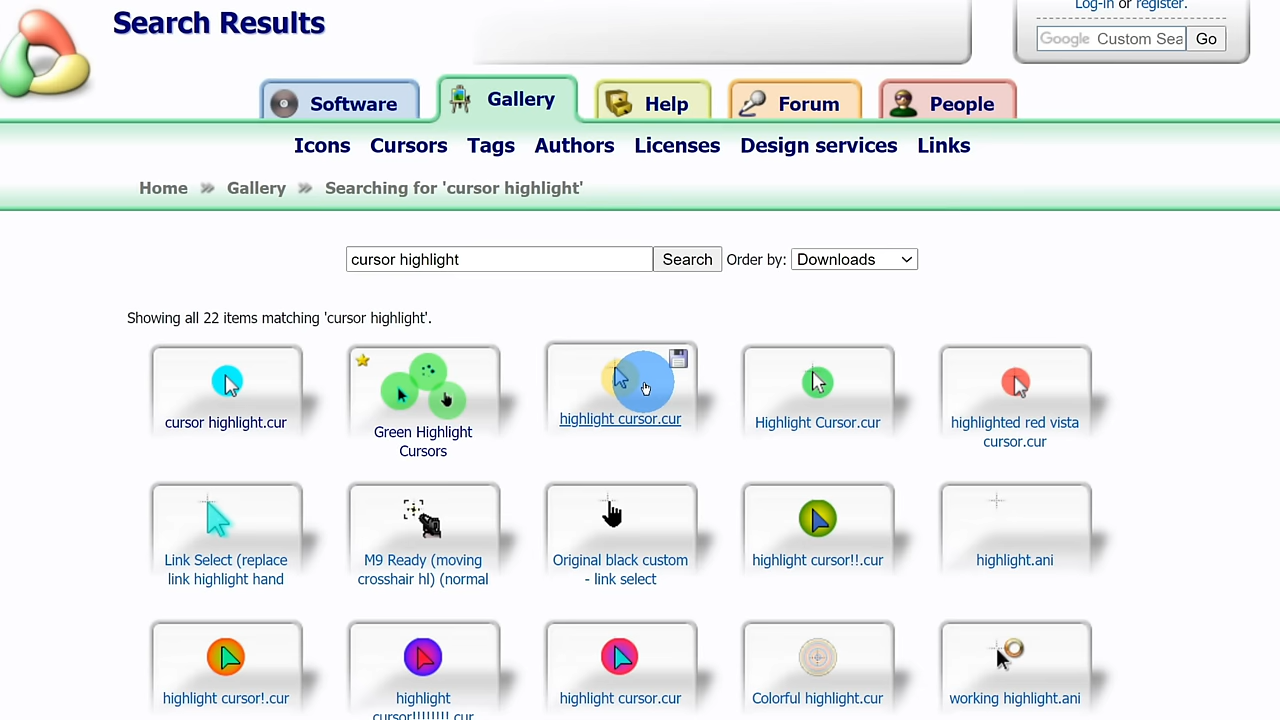 Log-in or register.
Search Results
Google Custom Sea Go
Software Gallery Help Forum People
Icons Cursors Tags Authors Licenses Design services Links
Home » Gallery » Searching for 'cursor highlight'
cursor highlight Search Order by: Downloads
Showing all 22 items matching 'cursor highlight'.
cursor highlight.cur
Green Highlight
Cursors
highlight cursor.cur
Highlight Cursor.cur
highlighted red vista
cursor.cur
Link Select (replace
link highlight hand
M9 Ready (moving
crosshair hl) (normal
Original black custom
- link select
highlight cursor!!.cur
highlight.ani
highlight cursor!.cur
highlight
cursor!!!!!!!!.cur
highlight cursor.cur
Colorful highlight.cur
working highlight.ani